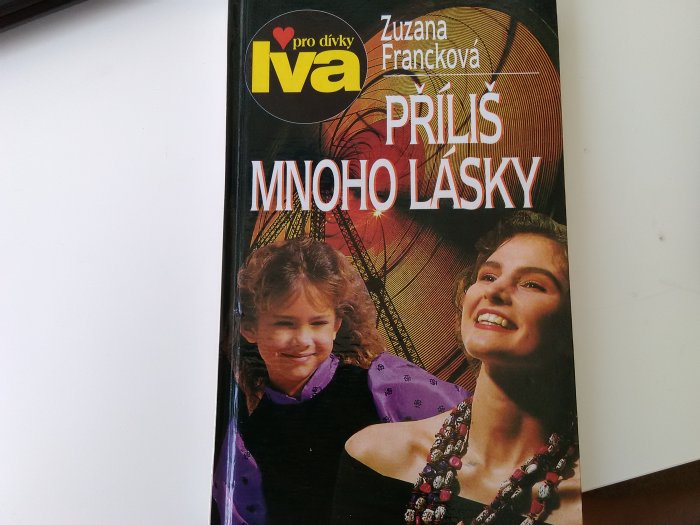 pro dívky
Iva
Zuzana
Francková
PŘÍLIŠ
MNOHO LÁSKY